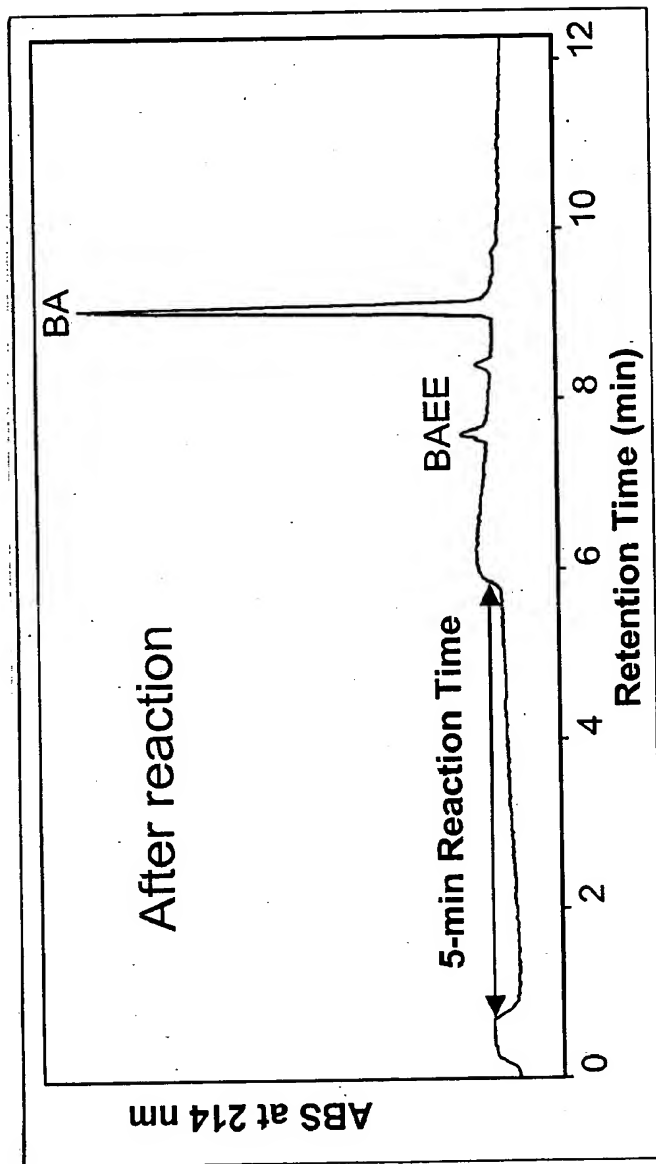 ABS at 214 nm
After reaction
BA
BAEE
5-min Reaction Time
0 2 4 6 8 10 12
Retention Time (min)